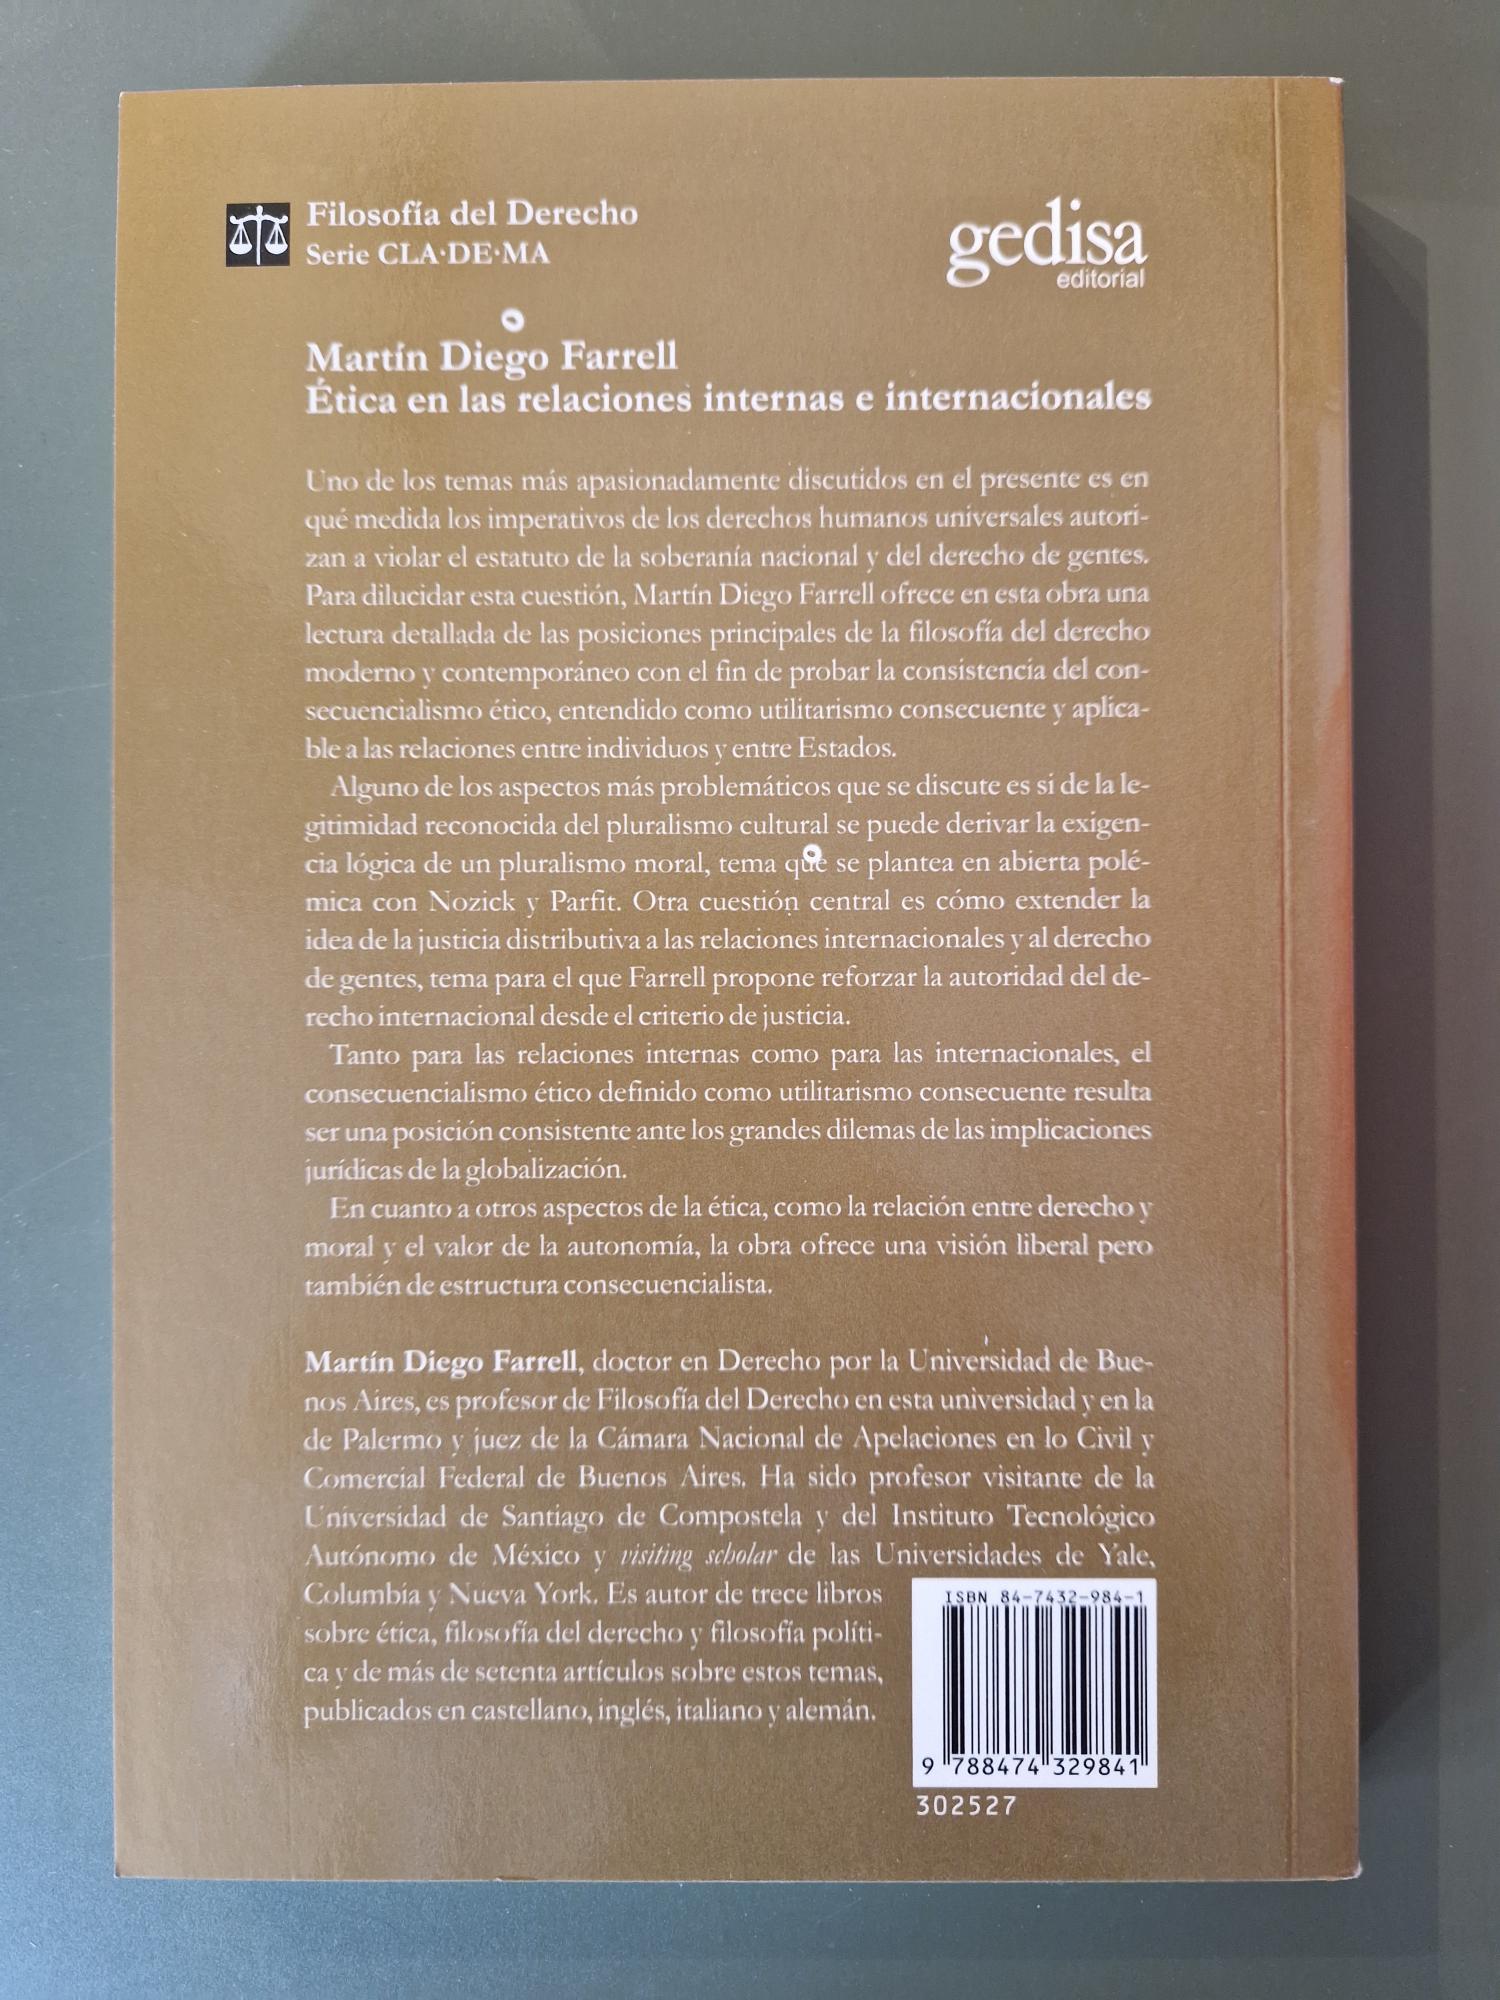 Filosofía del Derecho
Serie CLA·DE·MA
gedisa
editorial
Martín Diego Farrell
Ética en las relaciones internas e internacionales
Uno de los temas más apasionadamente discutidos en el presente es en
qué medida los imperativos de los derechos humanos universales autori-
zan a violar el estatuto de la soberanía nacional y del derecho de gentes.
Para dilucidar esta cuestión, Martín Diego Farrell ofrece en esta obra una
lectura detallada de las posiciones principales de la filosofía del derecho
moderno y contemporáneo con el fin de probar la consistencia del con-
secuencialismo ético, entendido como utilitarismo consecuente y aplica-
ble a las relaciones entre individuos y entre Estados.
Alguno de los aspectos más problemáticos que se discute es si de la le-
gitimidad reconocida del pluralismo cultural se puede derivar la exigen-
cia lógica de un pluralismo moral, tema que se plantea en abierta polé-
mica con Nozick y Parfit. Otra cuestión central es cómo extender la
idea de la justicia distributiva a las relaciones internacionales y al derecho
de gentes, tema para el que Farrell propone reforzar la autoridad del de-
recho internacional desde el criterio de justicia.
Tanto para las relaciones internas como para las internacionales, el
consecuencialismo ético definido como utilitarismo consecuente resulta
ser una posición consistente ante los grandes dilemas de las implicaciones
jurídicas de la globalización.
En cuanto a otros aspectos de la ética, como la relación entre derecho y
moral y el valor de la autonomía, la obra ofrece una visión liberal pero
también de estructura consecuencialista.
Martín Diego Farrell, doctor en Derecho por la Universidad de Bue-
nos Aires, es profesor de Filosofía del Derecho en esta universidad y en la
de Palermo y juez de la Cámara Nacional de Apelaciones en lo Civil y
Comercial Federal de Buenos Aires. Ha sido profesor visitante de la
Universidad de Santiago de Compostela y del Instituto Tecnológico
Autónomo de México y visiting scholar de las Universidades de Yale,
Columbia y Nueva York. Es autor de trece libros
sobre ética, filosofía del derecho y filosofía políti-
ca y de más de setenta artículos sobre estos temas,
publicados en castellano, inglés, italiano y alemán.
ISBN 84-7432-984-1
9 788474 329841
302527